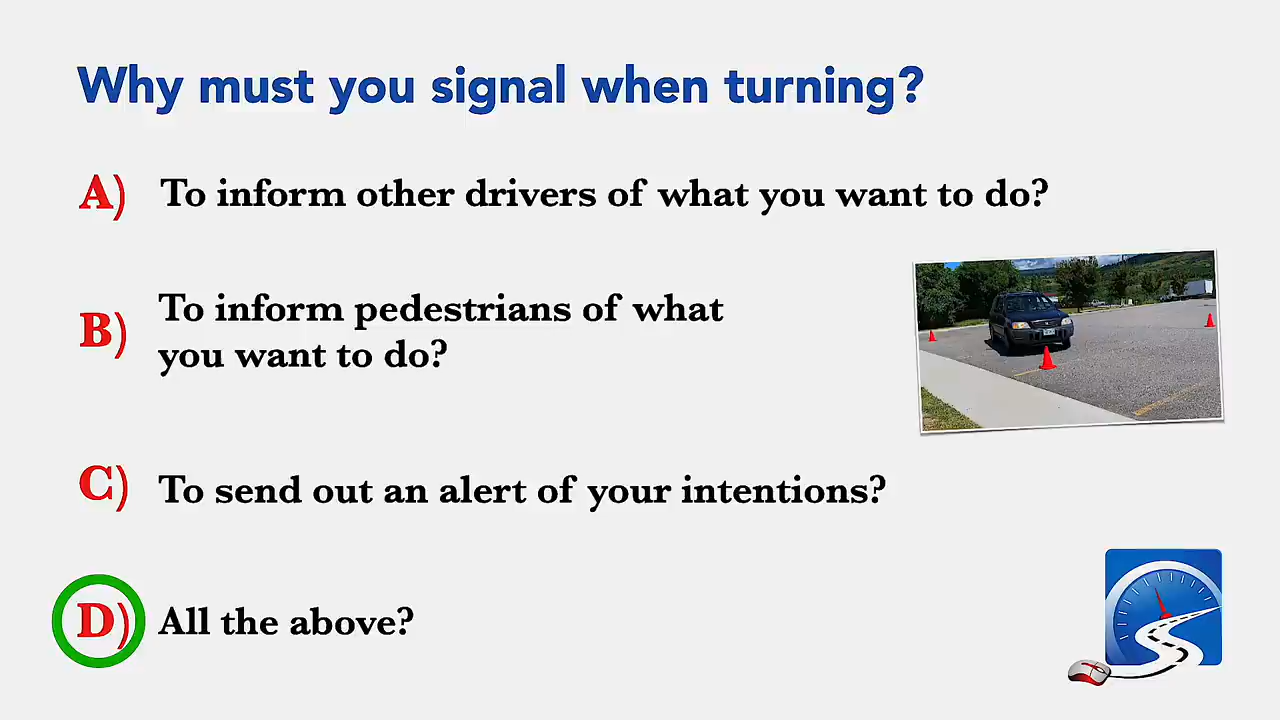 Why must you signal when turning?
A) To inform other drivers of what you want to do?
B) To inform pedestrians of what
you want to do?
C) To send out an alert of your intentions?
D) All the above?